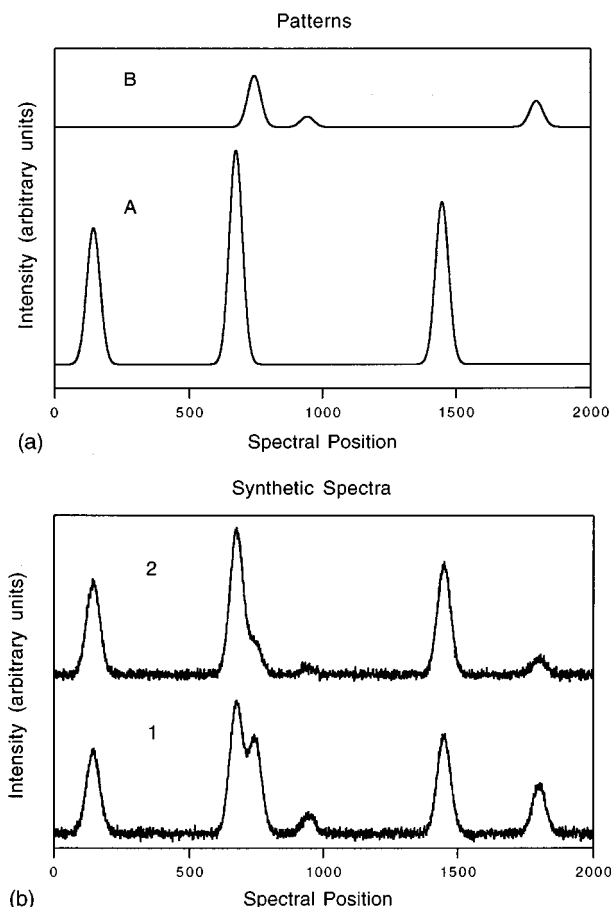 Patterns
Intensity (arbitrary units)
B
A
0 500 1000 1500 2000
(a) Spectral Position
Synthetic Spectra
Intensity (arbitrary units)
2
1
0 500 1000 1500 2000
(b) Spectral Position